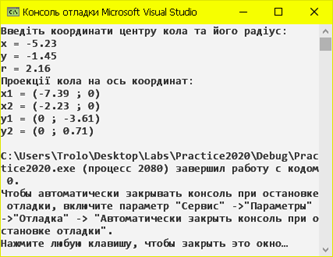 Консоль отладки Microsoft Visual Studio
Введіть координати центру кола та його радіус:
x = -5.23
y = -1.45
r = 2.16
Проекції кола на ось координат:
x1 = (-7.39 ; 0)
x2 = (-2.23 ; 0)
y1 = (0 ; -3.61)
y2 = (0 ; 0.71)
C:\Users\Trolo\Desktop\Labs\Practice2020\Debug\Prac
tice2020.exe (процесс 2080) завершил работу с кодом
 0.
Чтобы автоматически закрывать консоль при остановке
 отладки, включите параметр "Сервис" ->"Параметры"
->"Отладка" -> "Автоматически закрыть консоль при о
становке отладки".
Нажмите любую клавишу, чтобы закрыть это окно…